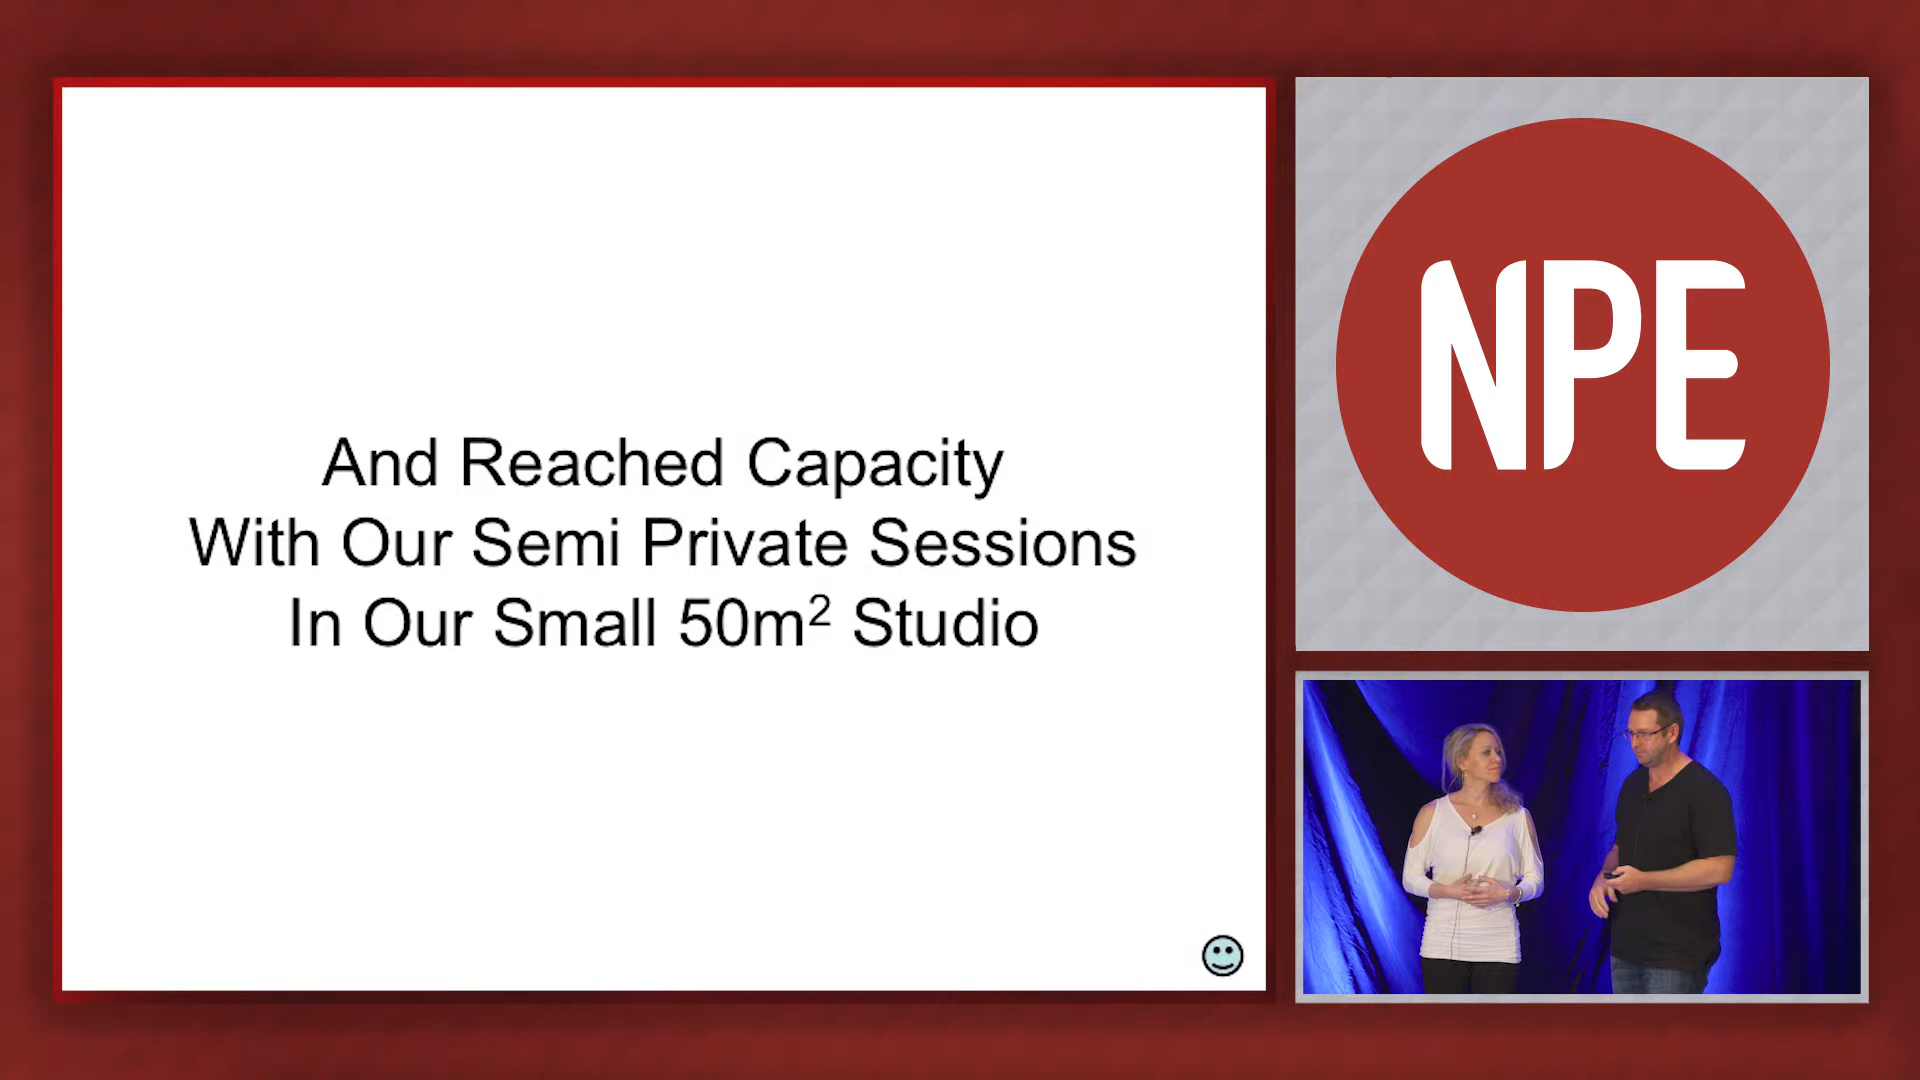 And Reached Capacity
With Our Semi Private Sessions
In Our Small 50m² Studio
NPE